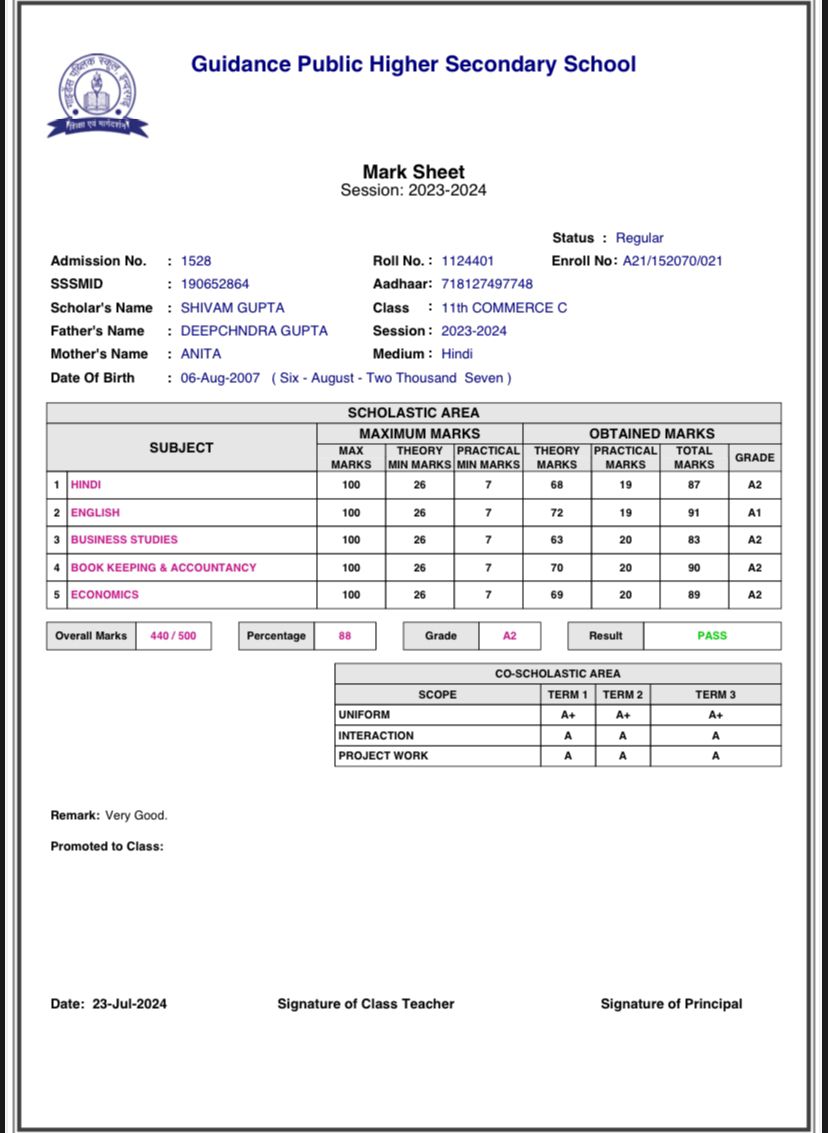 गाइडेंस पब्लिक स्कूल, इन्दरगढ़
शिक्षा एवं मार्गदर्शन
Guidance Public Higher Secondary School
Mark Sheet
Session: 2023-2024
Status : Regular
Admission No. : 1528 Roll No. : 1124401 Enroll No: A21/152070/021
SSSMID : 190652864 Aadhaar: 718127497748
Scholar's Name : SHIVAM GUPTA Class : 11th COMMERCE C
Father's Name : DEEPCHNDRA GUPTA Session : 2023-2024
Mother's Name : ANITA Medium : Hindi
Date Of Birth : 06-Aug-2007 ( Six - August - Two Thousand Seven )
SCHOLASTIC AREA
SUBJECT MAXIMUM MARKS OBTAINED MARKS
MAX MARKS THEORY MIN MARKS PRACTICAL MIN MARKS THEORY MARKS PRACTICAL MARKS TOTAL MARKS GRADE
1 HINDI 100 26 7 68 19 87 A2
2 ENGLISH 100 26 7 72 19 91 A1
3 BUSINESS STUDIES 100 26 7 63 20 83 A2
4 BOOK KEEPING & ACCOUNTANCY 100 26 7 70 20 90 A2
5 ECONOMICS 100 26 7 69 20 89 A2
Overall Marks 440 / 500 Percentage 88 Grade A2 Result PASS
CO-SCHOLASTIC AREA
SCOPE TERM 1 TERM 2 TERM 3
UNIFORM A+ A+ A+
INTERACTION A A A
PROJECT WORK A A A
Remark: Very Good.
Promoted to Class:
Date: 23-Jul-2024 Signature of Class Teacher Signature of Principal